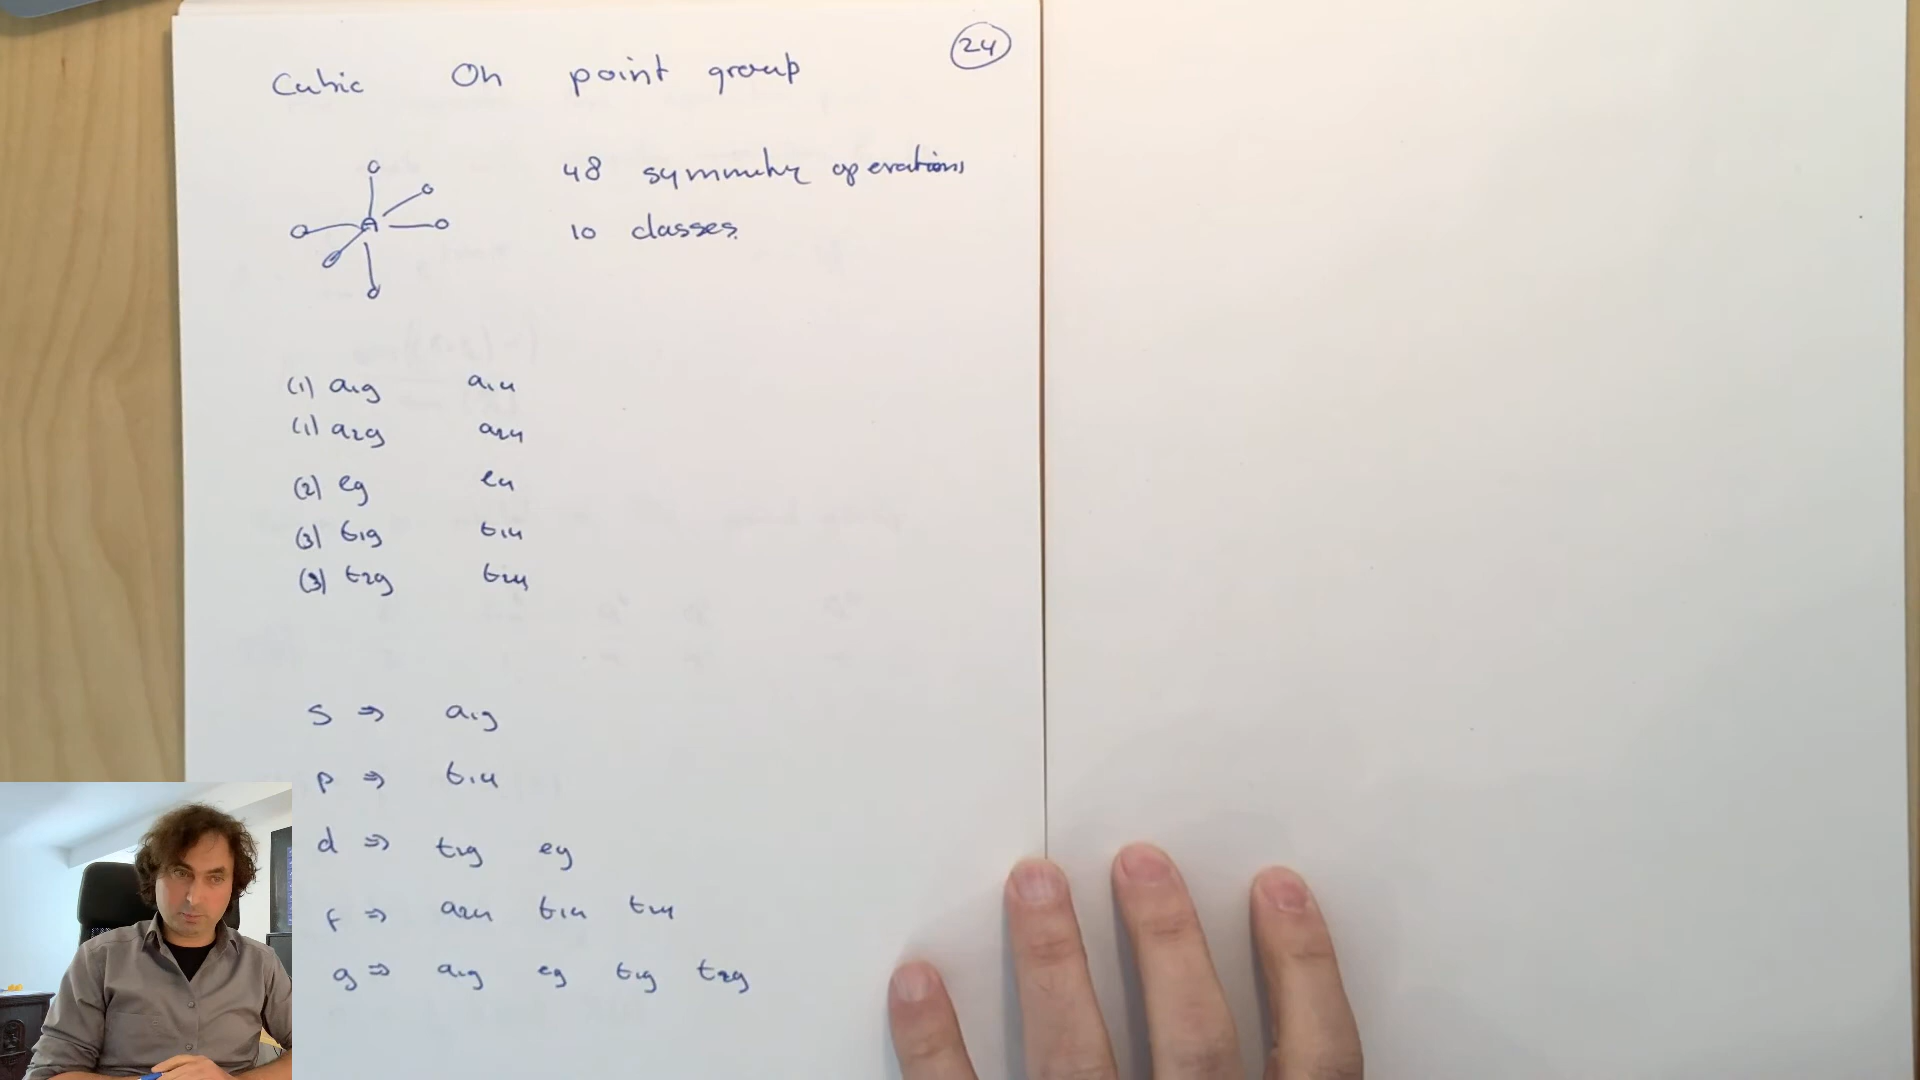 24
Cubic Oh point group
48 symmetry operations
10 classes.
(1) a1g a1u
(1) a2g a2u
(2) eg eu
(3) t1g t1u
(3) t2g t2u
s ⇒ a1g
p ⇒ t1u
d ⇒ t2g eg
f ⇒ a2u t1u t2u
g ⇒ a1g eg t1g t2g